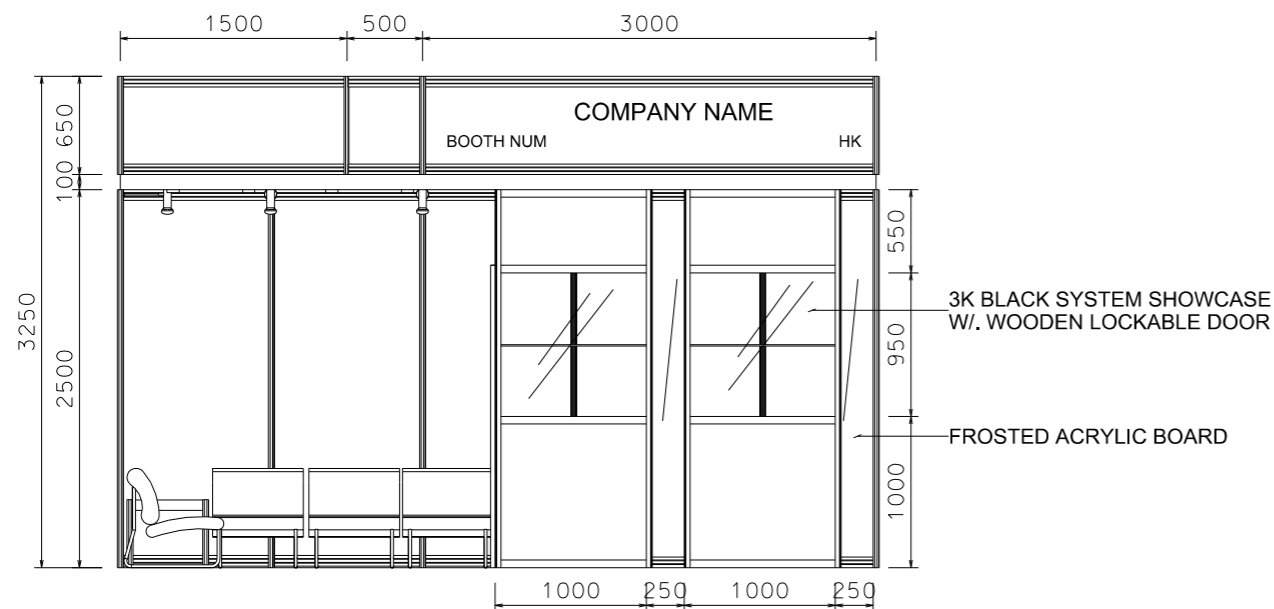 1500 500 3000
COMPANY NAME
BOOTH NUM HK
650
100
3250
2500
550
950
1000
3K BLACK SYSTEM SHOWCASE
W/. WOODEN LOCKABLE DOOR
FROSTED ACRYLIC BOARD
1000 250 1000 250